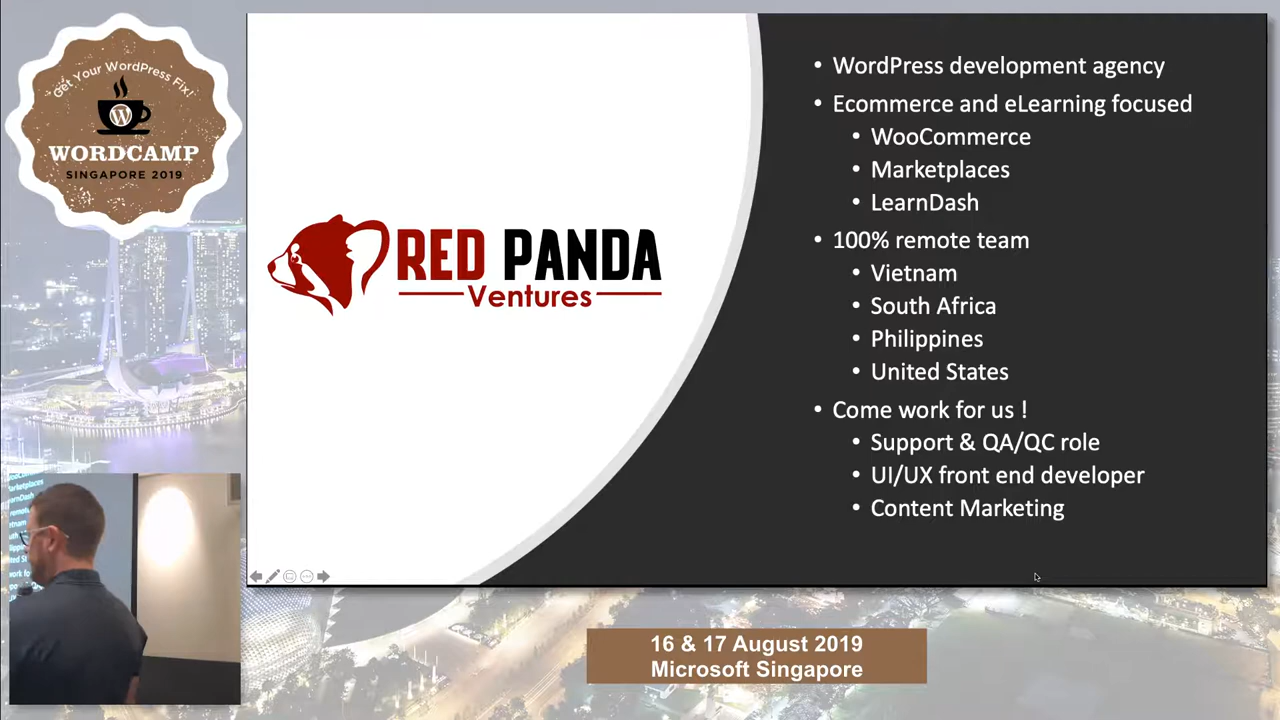 Get Your WordPress Fix!
WORDCAMP
SINGAPORE 2019
RED PANDA
Ventures
• WordPress development agency
• Ecommerce and eLearning focused
• WooCommerce
• Marketplaces
• LearnDash
• 100% remote team
• Vietnam
• South Africa
• Philippines
• United States
• Come work for us !
• Support & QA/QC role
• UI/UX front end developer
• Content Marketing
16 & 17 August 2019
Microsoft Singapore